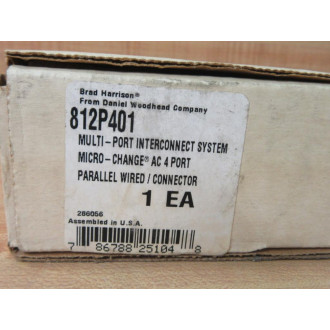 Brad Harrison®
From Daniel Woodhead Company
812P401
MULTI-PORT INTERCONNECT SYSTEM
MICRO-CHANGE® AC 4 PORT
PARALLEL WIRED / CONNECTOR
1 EA
286056
Assembled in U.S.A.
7 86788 25104 8